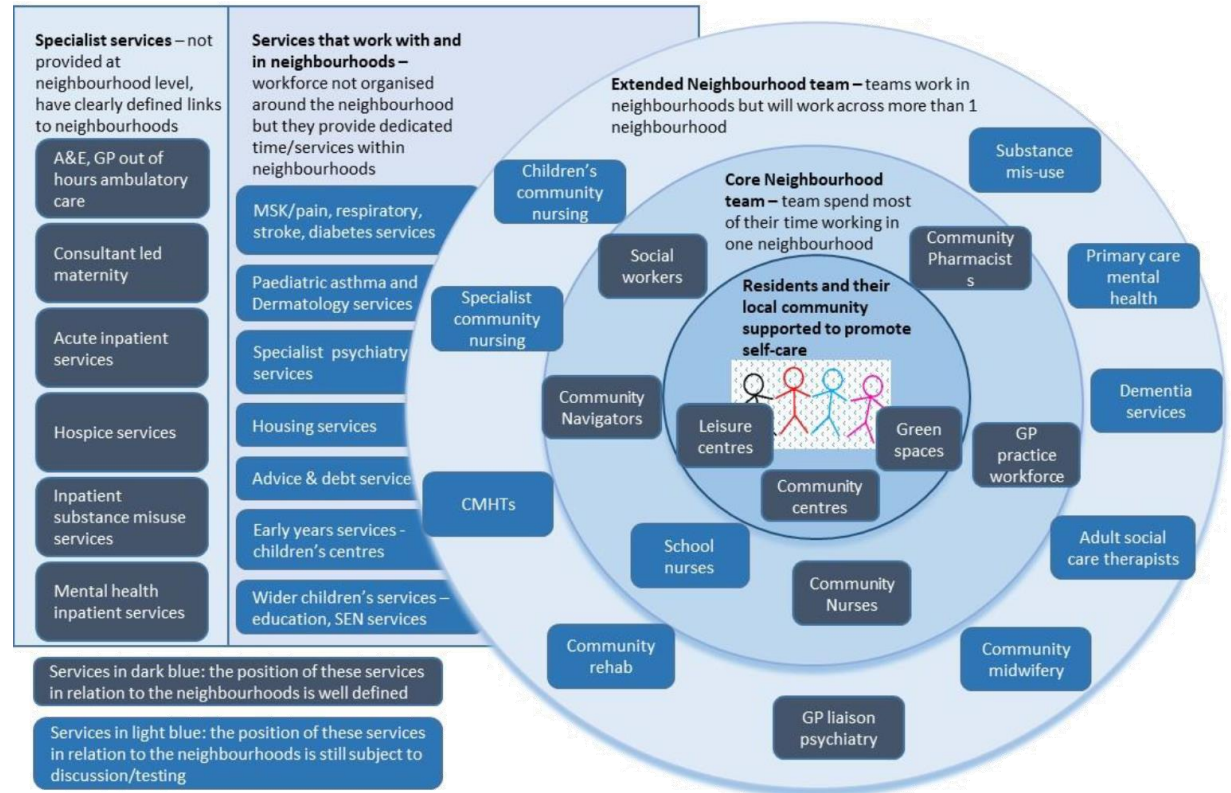 Specialist services – not
provided at
neighbourhood level,
have clearly defined links
to neighbourhoods
A&E, GP out of
hours ambulatory
care
Consultant led
maternity
Acute inpatient
services
Hospice services
Inpatient
substance misuse
services
Mental health
inpatient services
Services that work with and
in neighbourhoods –
workforce not organised
around the neighbourhood
but they provide dedicated
time/services within
neighbourhoods
MSK/pain, respiratory,
stroke, diabetes services
Paediatric asthma and
Dermatology services
Specialist psychiatry
services
Housing services
Advice & debt service
Early years services -
children's centres
Wider children's services –
education, SEN services
Extended Neighbourhood team – teams work in
neighbourhoods but will work across more than 1
neighbourhood
Children's
community
nursing
Substance
mis-use
Specialist
community
nursing
Primary care
mental
health
Dementia
services
CMHTs
Adult social
care therapists
Community
rehab
Community
midwifery
GP liaison
psychiatry
Core Neighbourhood
team – team spend most
of their time working in
one neighbourhood
Social
workers
Community
Pharmacist
s
Community
Navigators
GP
practice
workforce
School
nurses
Community
Nurses
Residents and their
local community
supported to promote
self-care
Leisure
centres
Green
spaces
Community
centres
Services in dark blue: the position of these services
in relation to the neighbourhoods is well defined
Services in light blue: the position of these services
in relation to the neighbourhoods is still subject to
discussion/testing